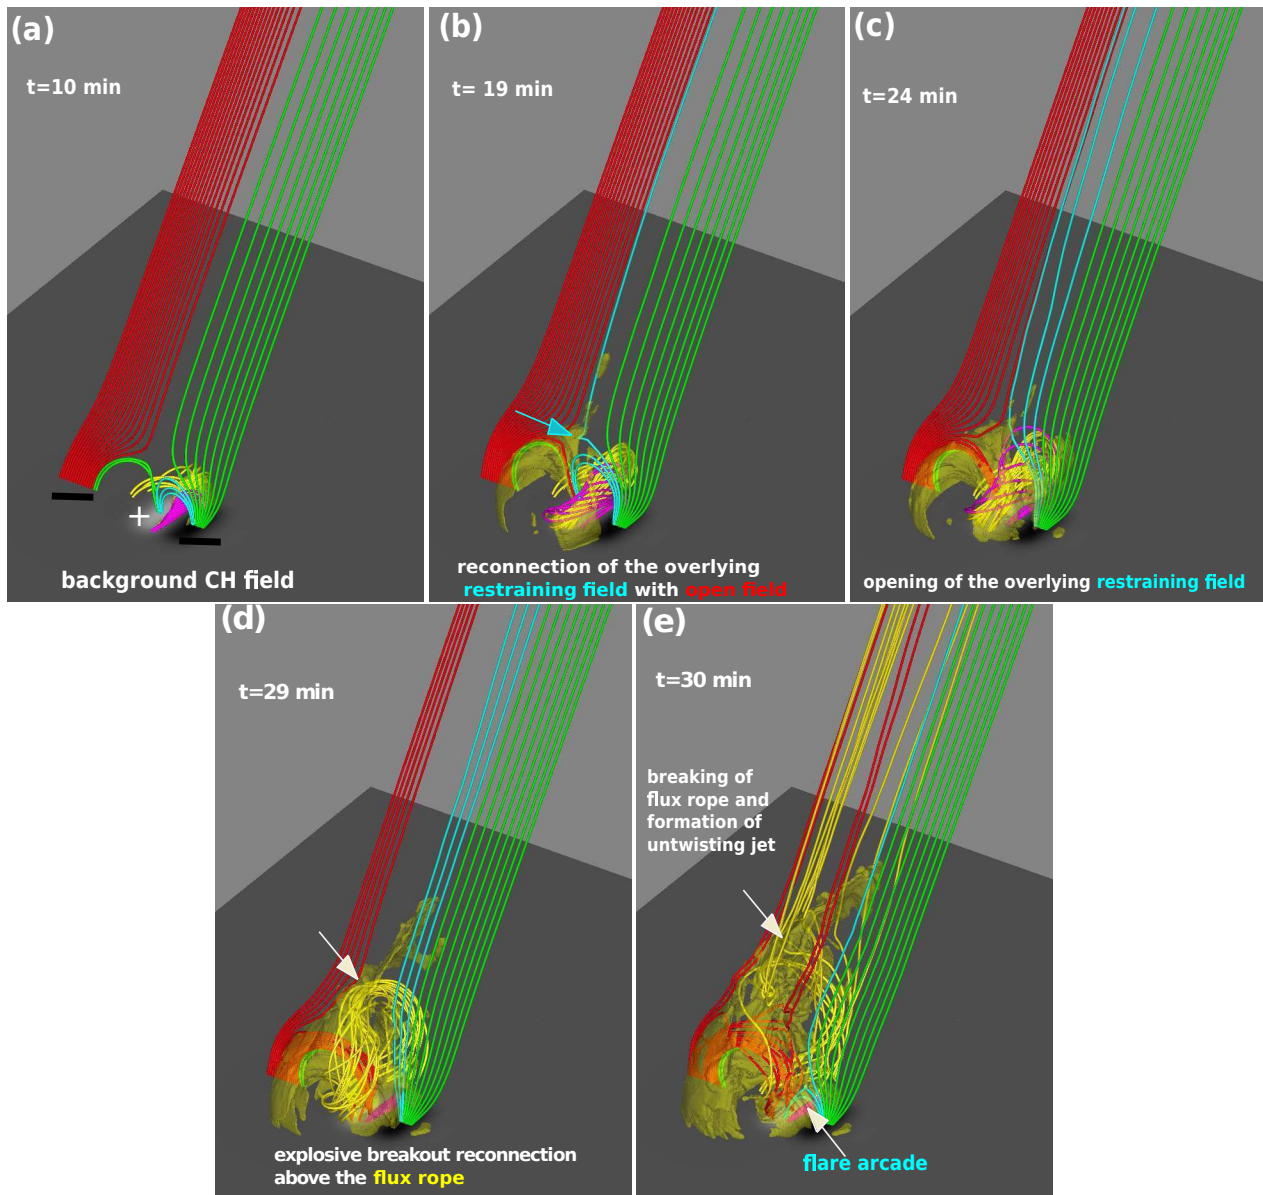 (a)
t=10 min
+
background CH field
(b)
t= 19 min
reconnection of the overlying
restraining field with open field
(c)
t=24 min
opening of the overlying restraining field
(d)
t=29 min
explosive breakout reconnection
above the flux rope
(e)
t=30 min
breaking of
flux rope and
formation of
untwisting jet
flare arcade